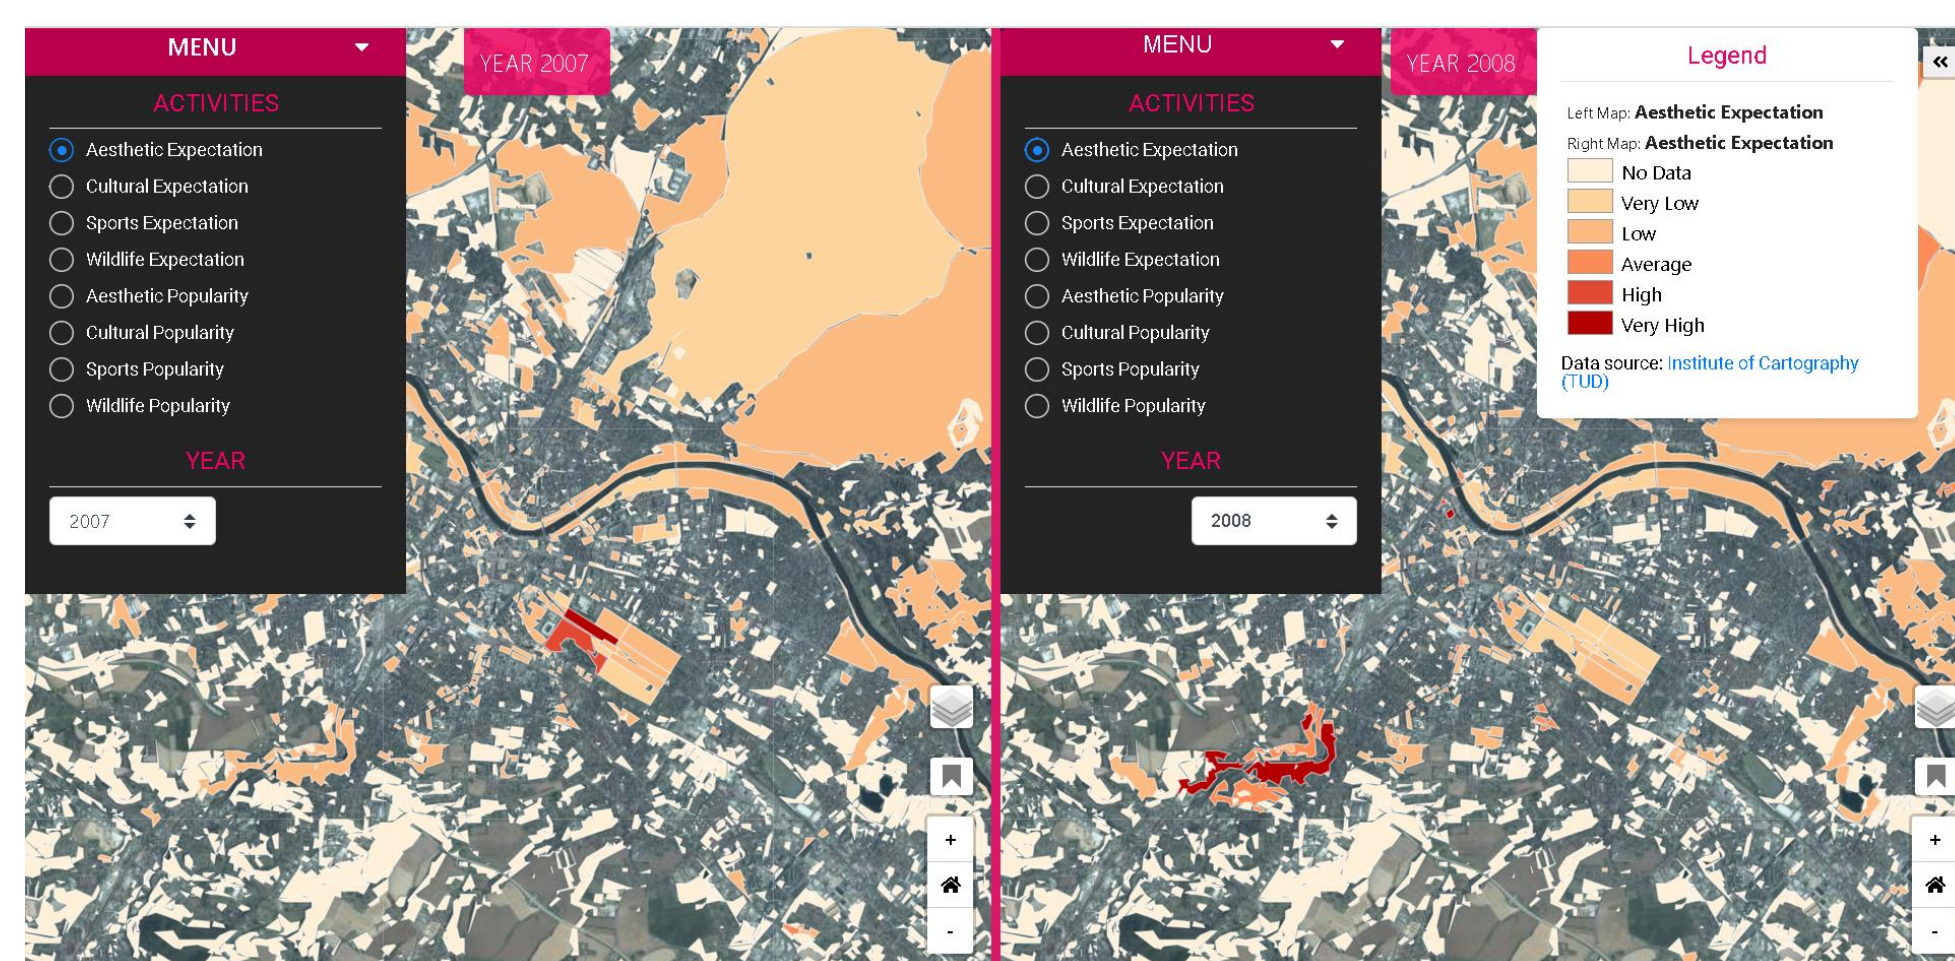 MENU
YEAR 2007
ACTIVITIES
Aesthetic Expectation
Cultural Expectation
Sports Expectation
Wildlife Expectation
Aesthetic Popularity
Cultural Popularity
Sports Popularity
Wildlife Popularity
YEAR
2007
+
-
MENU
YEAR 2008
ACTIVITIES
Aesthetic Expectation
Cultural Expectation
Sports Expectation
Wildlife Expectation
Aesthetic Popularity
Cultural Popularity
Sports Popularity
Wildlife Popularity
YEAR
2008
Legend
Left Map: Aesthetic Expectation
Right Map: Aesthetic Expectation
No Data
Very Low
Low
Average
High
Very High
Data source: Institute of Cartography
(TUD)
+
-